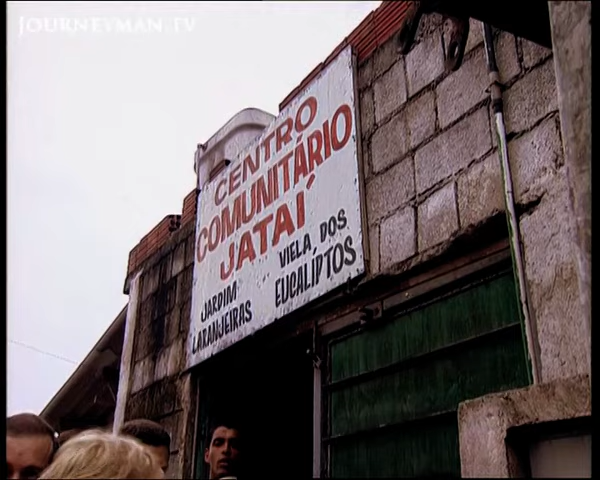 JOURNEYMAN.TV
CENTRO
COMUNITÁRIO
JATAÍ
JARDIM
LARANJEIRAS
VIELA, DOS
EUCALIPTOS